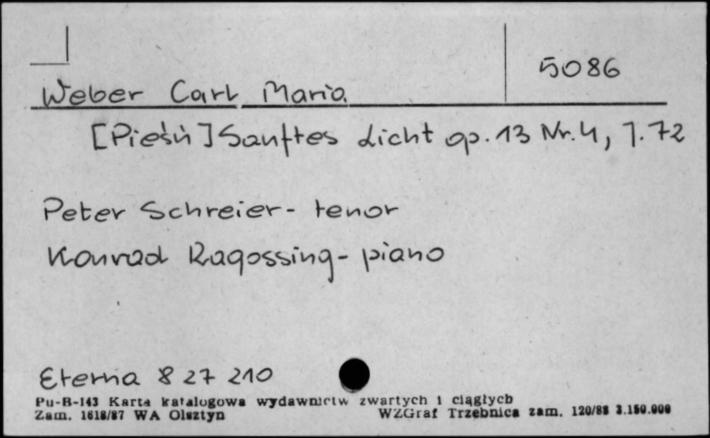 5086
Weber Carl Maria
[Pieśń] Sanftes Licht op. 13 Nr. 4, J. 72
Peter Schreier - tenor
Konrad Ragossing - piano
Eterna 8 27 210
Pu-B-143 Karta katalogowa wydawnictw zwartych i ciągłych
Zam. 1618/87 WA Olsztyn WZGraf Trzebnica zam. 120/88 3.150.000